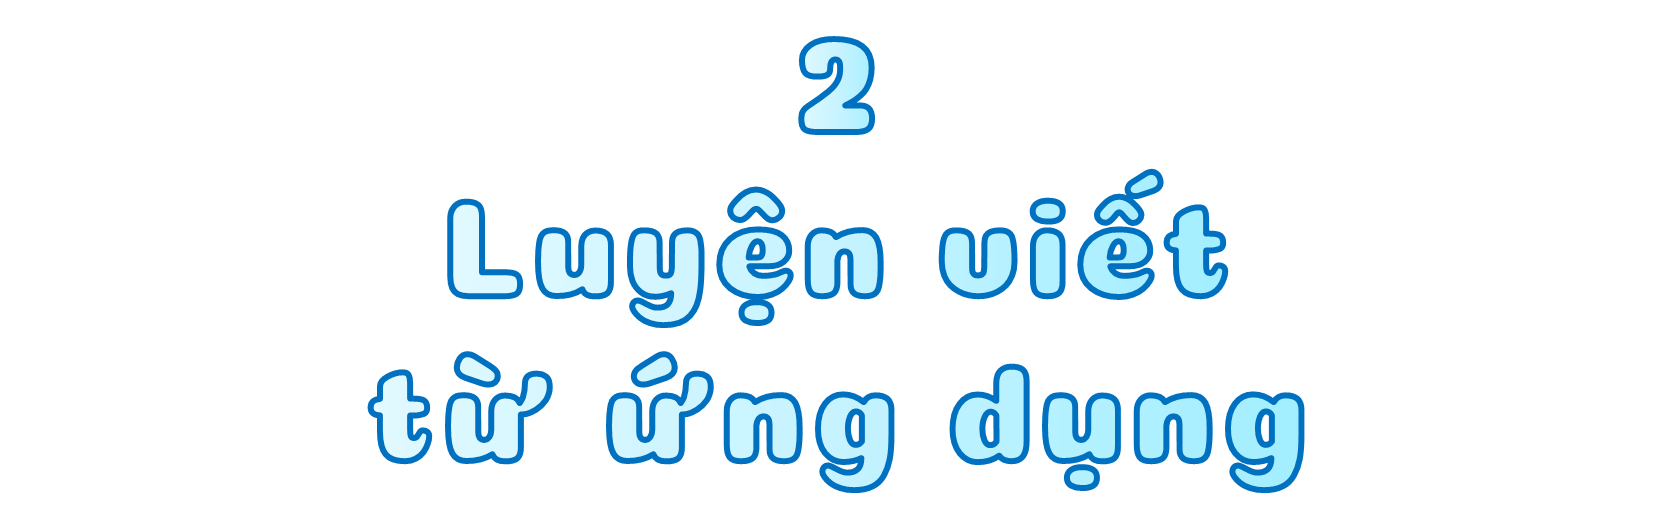 2
Luyện viết
từ ứng dụng